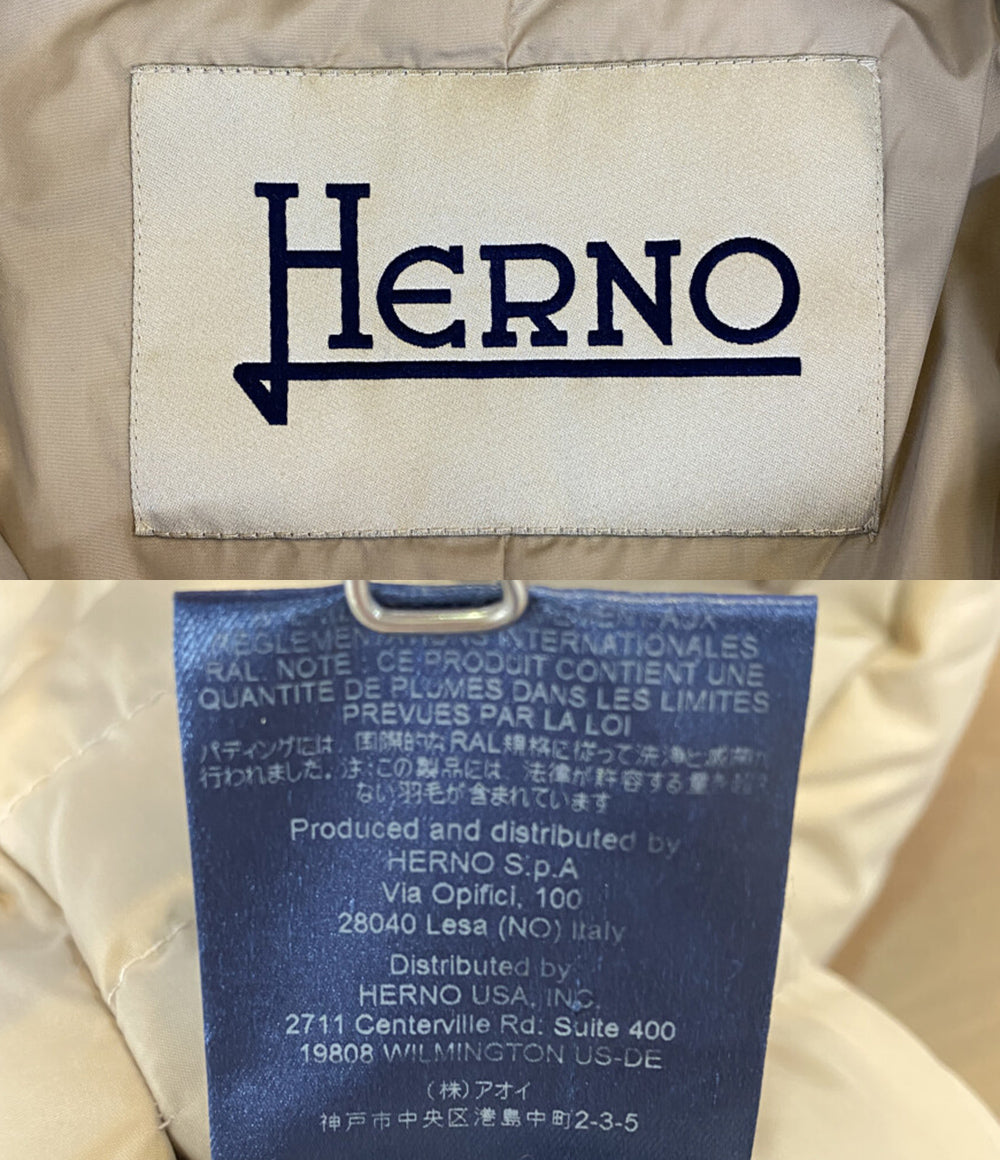 HERNO
AUX
REGLEMENTATIONS INTERNATIONALES
RAL. NOTE : CE PRODUIT CONTIENT UNE
QUANTITE DE PLUMES DANS LES LIMITES
PREVUES PAR LA LOI
パディングには、国際的なRAL規格に従って洗浄と滅菌が
行われました。注:この製品には、法律が許容する重を超え
ない羽毛が含まれています
Produced and distributed by
HERNO S.p.A
Via Opifici, 100
28040 Lesa (NO) Italy
Distributed by
HERNO USA, INC.
2711 Centerville Rd. Suite 400
19808 WILMINGTON US-DE
(株)アオイ
神戸市中央区港島中町2-3-5